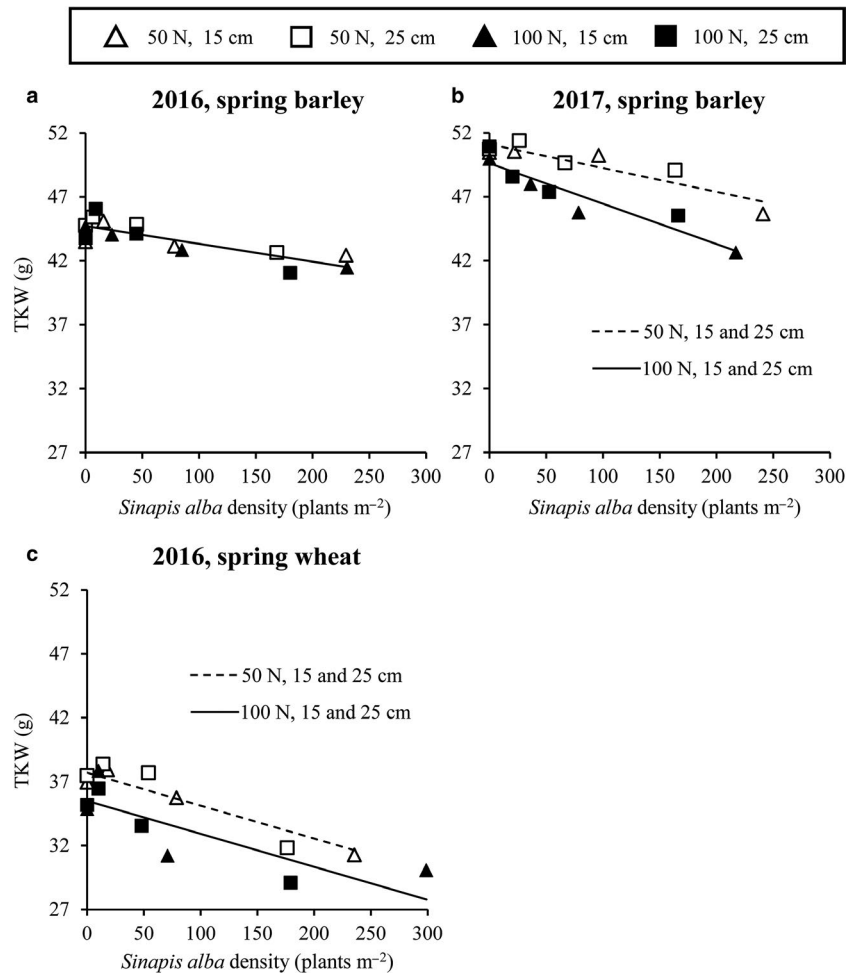 50 N, 15 cm 50 N, 25 cm 100 N, 15 cm 100 N, 25 cm
a
2016, spring barley
52
47
42
37
32
27
TKW (g)
0 50 100 150 200 250 300
Sinapis alba density (plants m⁻²)
b
2017, spring barley
52
47
42
37
32
27
50 N, 15 and 25 cm
100 N, 15 and 25 cm
0 50 100 150 200 250 300
Sinapis alba density (plants m⁻²)
c
2016, spring wheat
52
47
42
37
32
27
TKW (g)
50 N, 15 and 25 cm
100 N, 15 and 25 cm
0 50 100 150 200 250 300
Sinapis alba density (plants m⁻²)